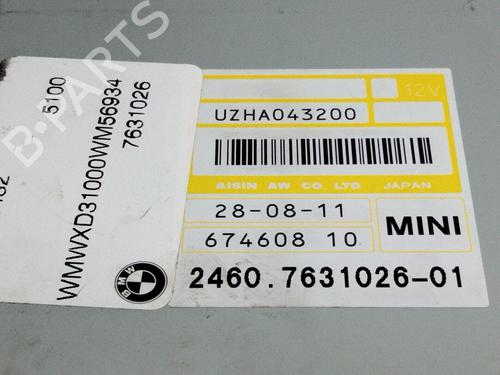 12V
UZHA043200
AISIN AW CO. LTD. JAPAN
28-08-11
674608 10
MINI
2460.7631026-01
5100
WMWXD31000WM56934
7631026
BMW
B-PARTS